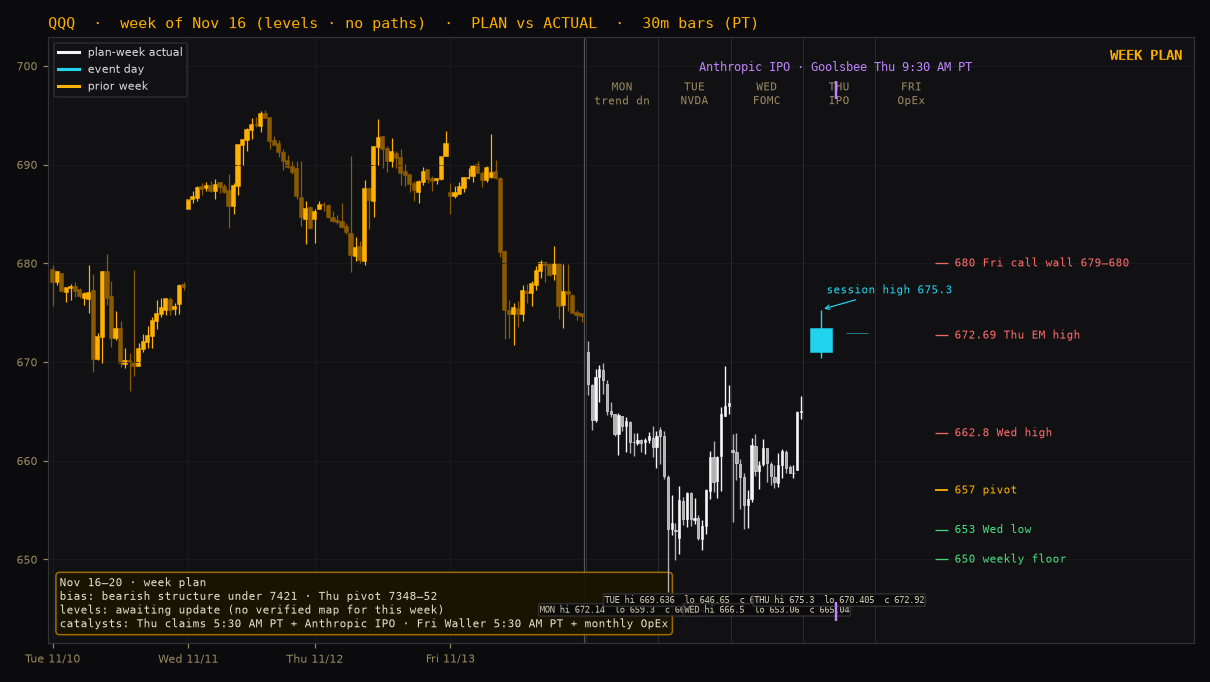 QQQ · week of Nov 16 (levels · no paths) · PLAN vs ACTUAL · 30m bars (PT)
plan-week actual
event day
prior week
WEEK PLAN
Anthropic IPO · Goolsbee Thu 9:30 AM PT
MON TUE WED THU FRI
trend dn NVDA FOMC IPO OpEx
700
690
680
670
660
650
680 Fri call wall 679–680
session high 675.3
672.69 Thu EM high
662.8 Wed high
657 pivot
653 Wed low
650 weekly floor
Nov 16–20 · week plan
bias: bearish structure under 7421 · Thu pivot 7348–52
levels: awaiting update (no verified map for this week)
catalysts: Thu claims 5:30 AM PT + Anthropic IPO · Fri Waller 5:30 AM PT + monthly OpEx
TUE hi 669.636 lo 646.65 c THU hi 675.3 lo 670.405 c 672.92
MON hi 672.14 lo 659.3 c WED hi 666.5 lo 653.06 c 665.04
Tue 11/10 Wed 11/11 Thu 11/12 Fri 11/13